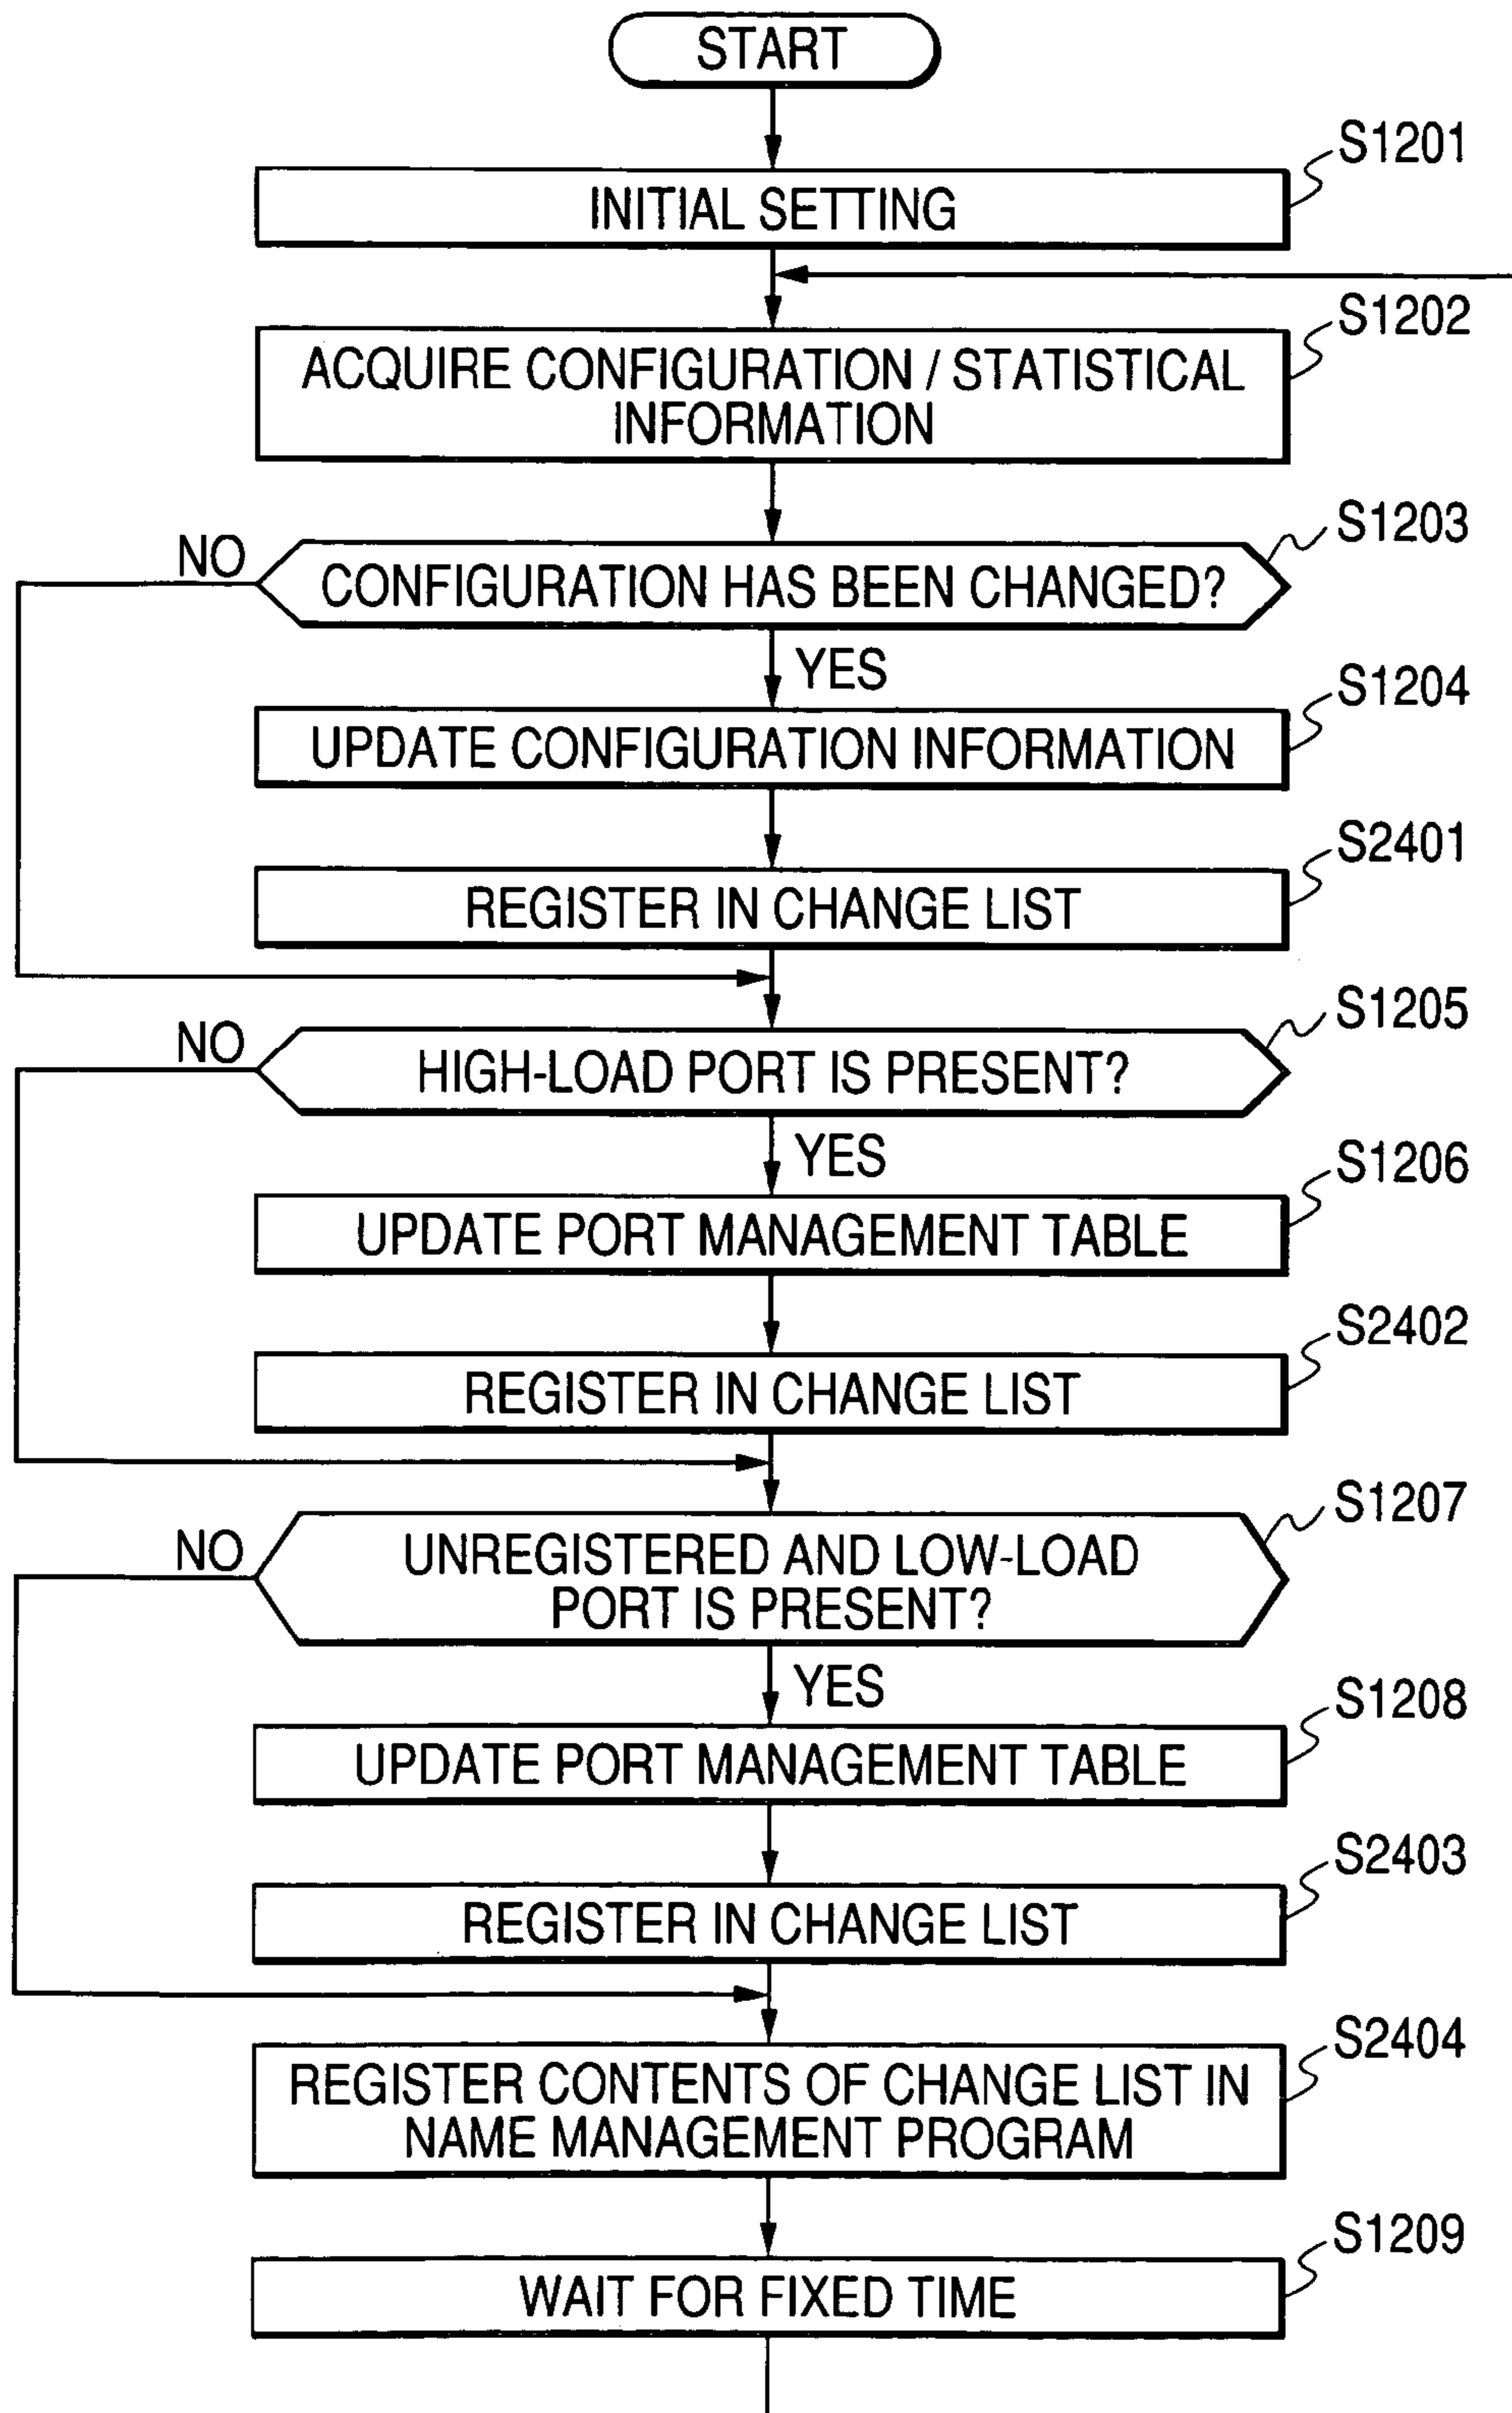 START
S1201
INITIAL SETTING
S1202
ACQUIRE CONFIGURATION / STATISTICAL
INFORMATION
S1203
NO
CONFIGURATION HAS BEEN CHANGED?
YES
S1204
UPDATE CONFIGURATION INFORMATION
S2401
REGISTER IN CHANGE LIST
S1205
NO
HIGH-LOAD PORT IS PRESENT?
YES
S1206
UPDATE PORT MANAGEMENT TABLE
S2402
REGISTER IN CHANGE LIST
S1207
NO
UNREGISTERED AND LOW-LOAD
PORT IS PRESENT?
YES
S1208
UPDATE PORT MANAGEMENT TABLE
S2403
REGISTER IN CHANGE LIST
S2404
REGISTER CONTENTS OF CHANGE LIST IN
NAME MANAGEMENT PROGRAM
S1209
WAIT FOR FIXED TIME